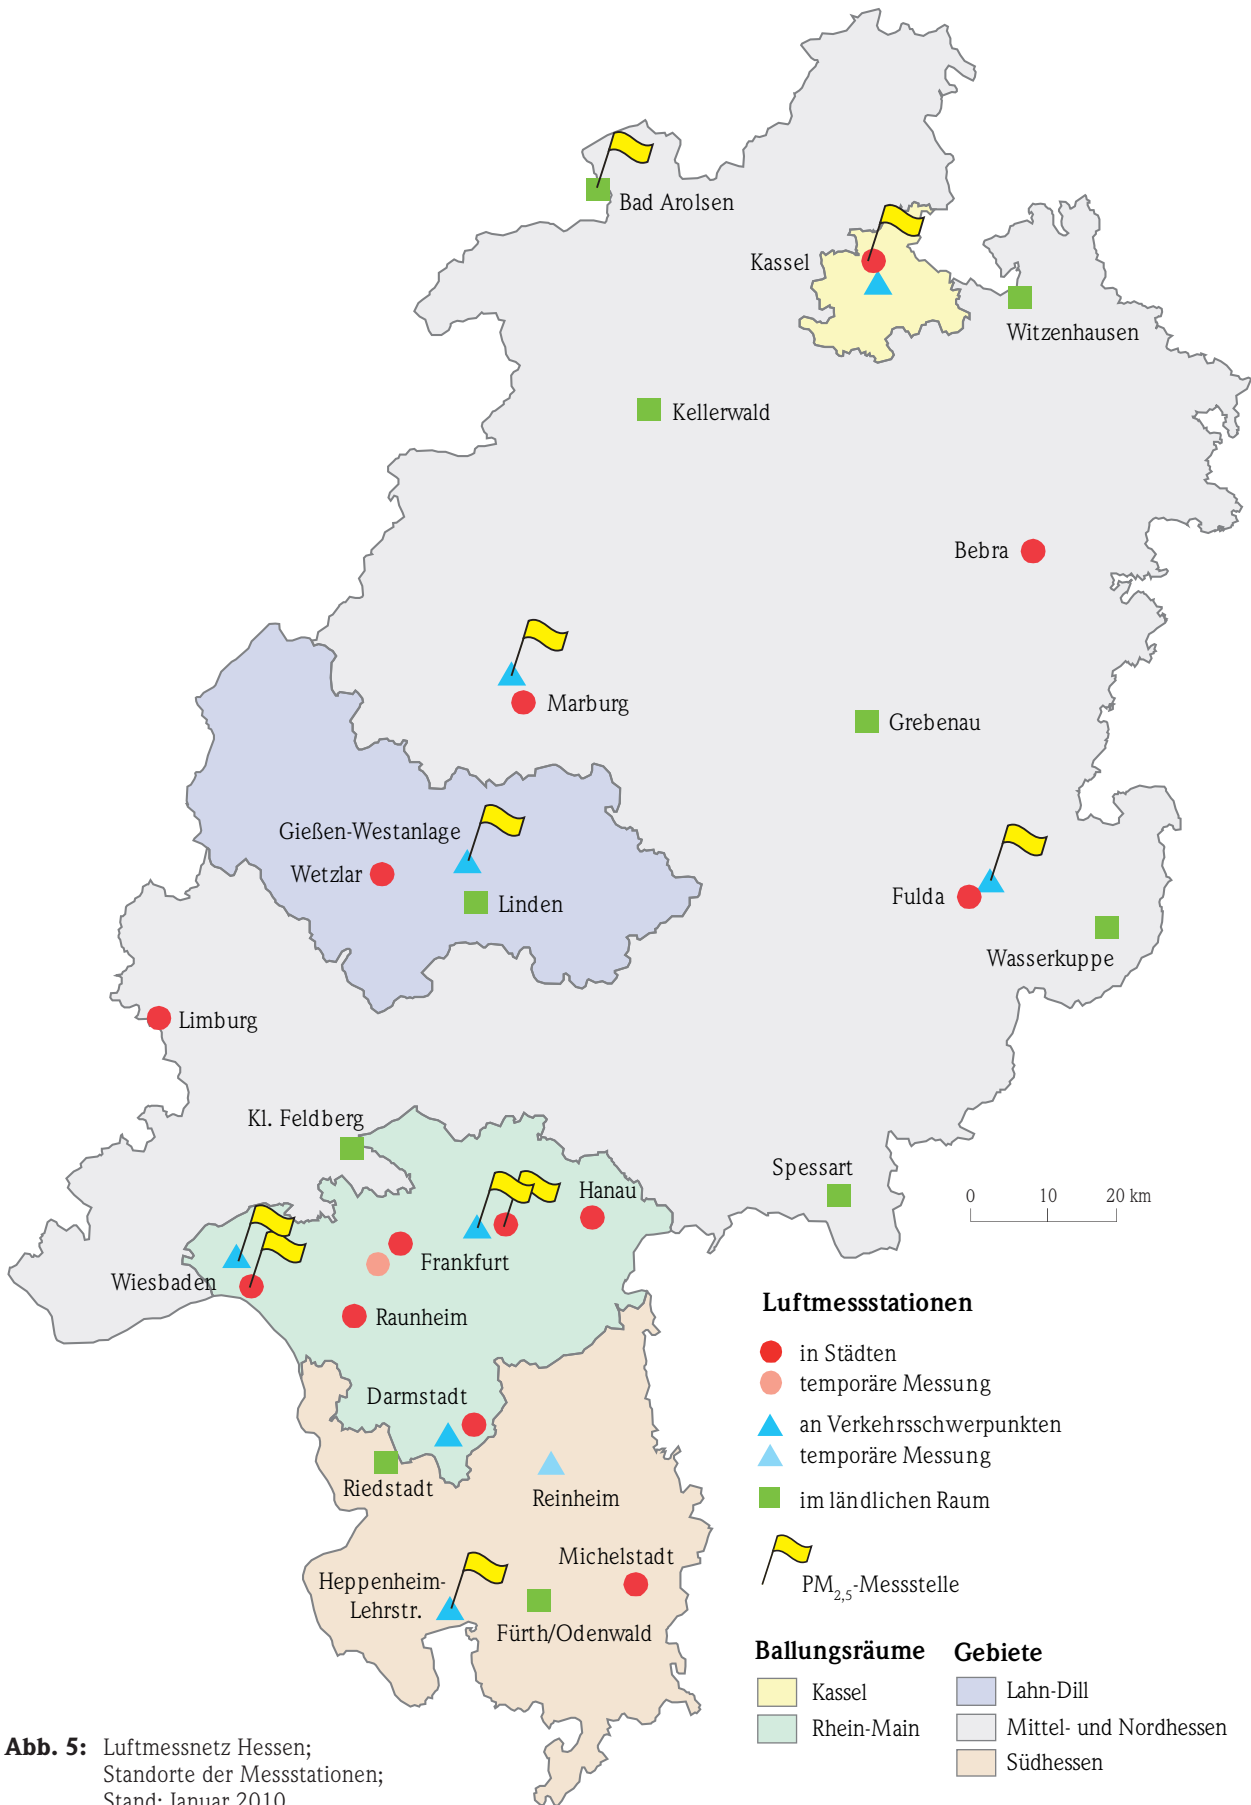 Bad Arolsen
Kassel
Witzenhausen
Kellerwald
Bebra
Marburg
Grebenau
Gießen-Westanlage
Wetzlar
Linden
Fulda
Wasserkuppe
Limburg
Kl. Feldberg
Spessart
Hanau
0 10 20 km
Frankfurt
Wiesbaden
Raunheim
Darmstadt
Riedstadt
Reinheim
Michelstadt
Heppenheim-
Lehrstr.
Fürth/Odenwald
Luftmessstationen
in Städten
temporäre Messung
an Verkehrsschwerpunkten
temporäre Messung
im ländlichen Raum
PM2,5-Messstelle
Ballungsräume
Kassel
Rhein-Main
Gebiete
Lahn-Dill
Mittel- und Nordhessen
Südhessen
Abb. 5: Luftmessnetz Hessen;
Standorte der Messstationen;
Stand: Januar 2010